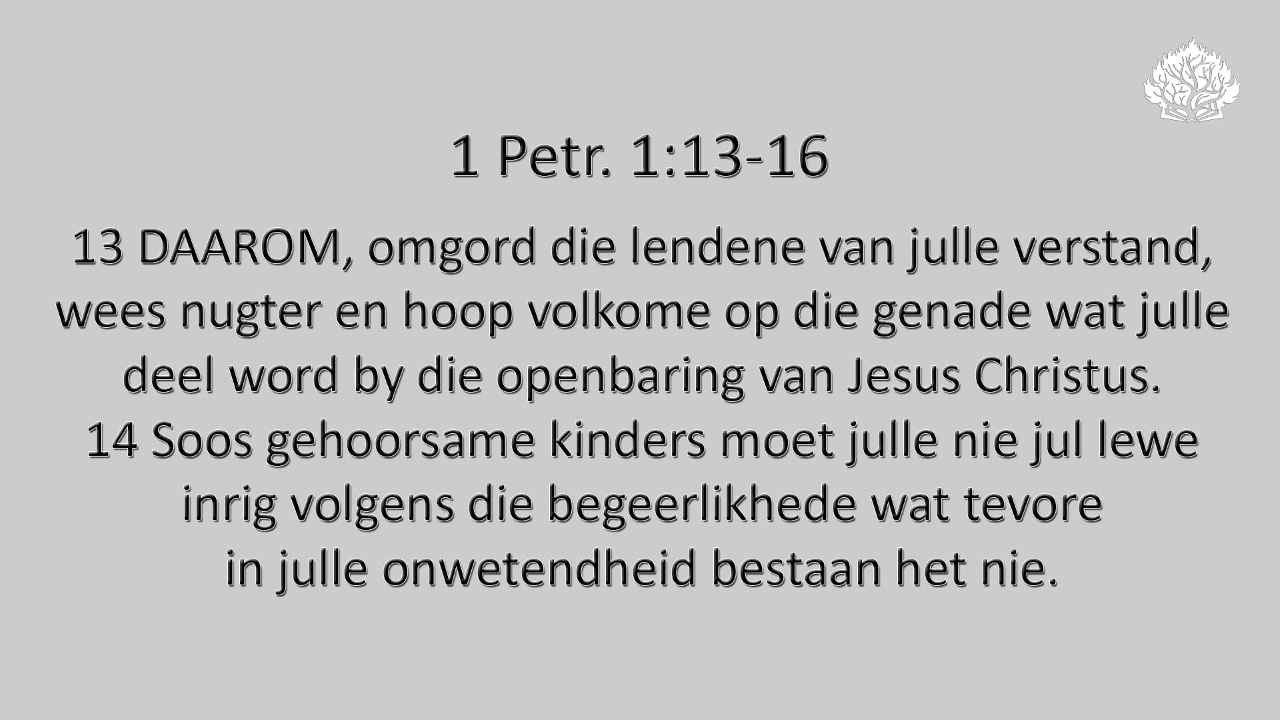 1 Petr. 1:13-16
13 DAAROM, omgord die lendene van julle verstand,
wees nugter en hoop volkome op die genade wat julle
deel word by die openbaring van Jesus Christus.
14 Soos gehoorsame kinders moet julle nie jul lewe
inrig volgens die begeerlikhede wat tevore
in julle onwetendheid bestaan het nie.